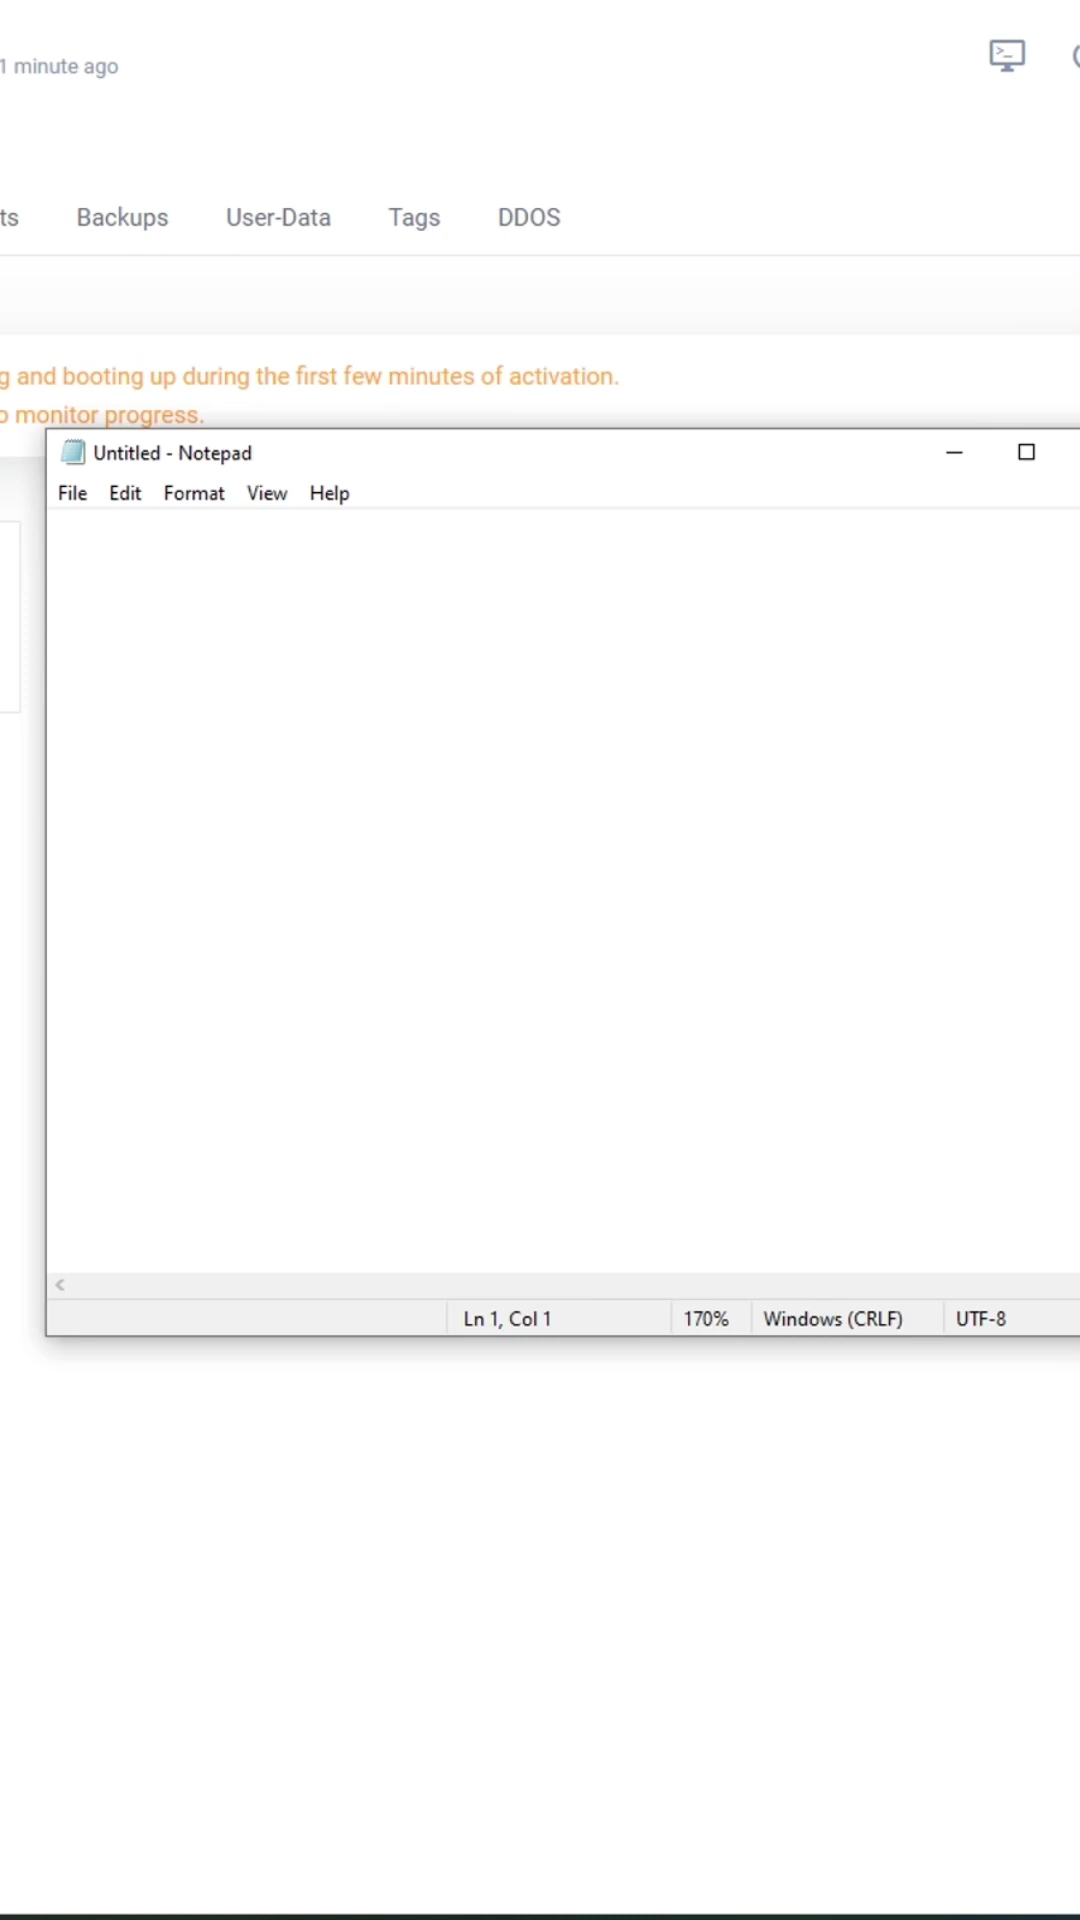 1 minute ago
ts Backups User-Data Tags DDOS
g and booting up during the first few minutes of activation.
o monitor progress.
Untitled - Notepad
File Edit Format View Help
Ln 1, Col 1 170% Windows (CRLF) UTF-8